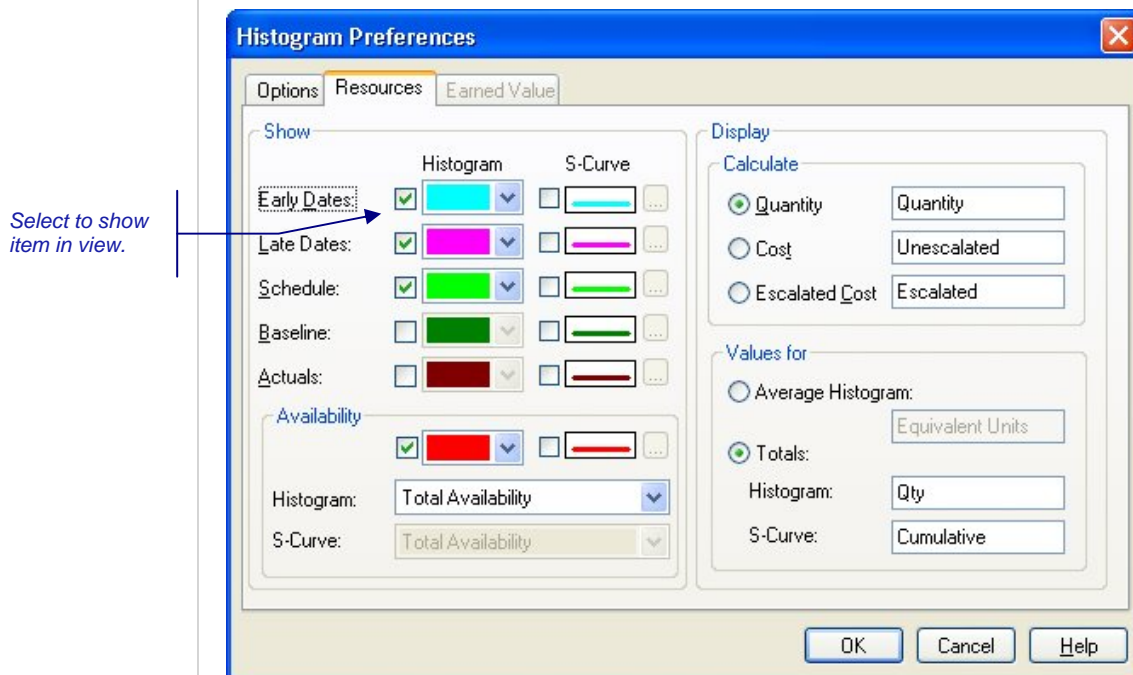 Histogram Preferences
Options Resources Earned Value
Show
Histogram S-Curve
Early Dates:
Late Dates:
Schedule:
Baseline:
Actuals:
Availability
Histogram: Total Availability
S-Curve: Total Availability
Display
Calculate
Quantity Quantity
Cost Unescalated
Escalated Cost Escalated
Values for
Average Histogram:
Equivalent Units
Totals:
Histogram: Qty
S-Curve: Cumulative
OK Cancel Help
Select to show
item in view.